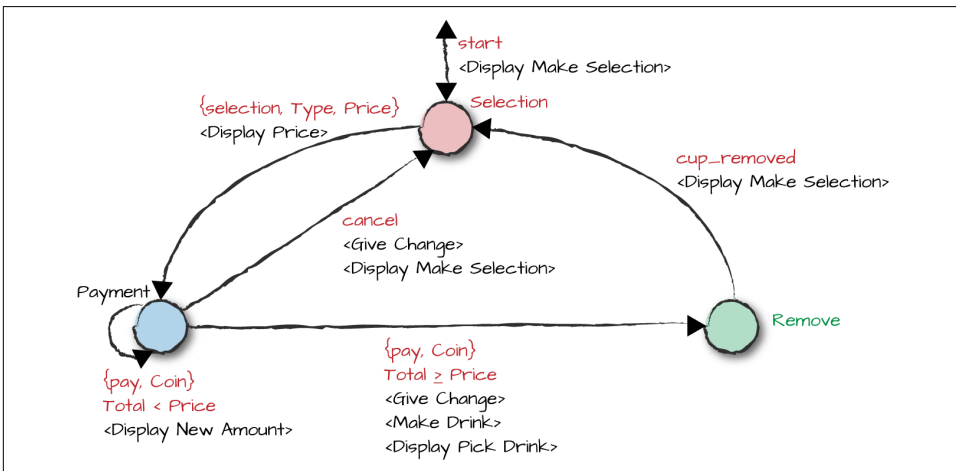 start
<Display Make Selection>
Selection
{selection, Type, Price}
<Display Price>
cup_removed
<Display Make Selection>
cancel
<Give Change>
<Display Make Selection>
Payment
Remove
{pay, Coin}
Total < Price
<Display New Amount>
{pay, Coin}
Total ≥ Price
<Give Change>
<Make Drink>
<Display Pick Drink>